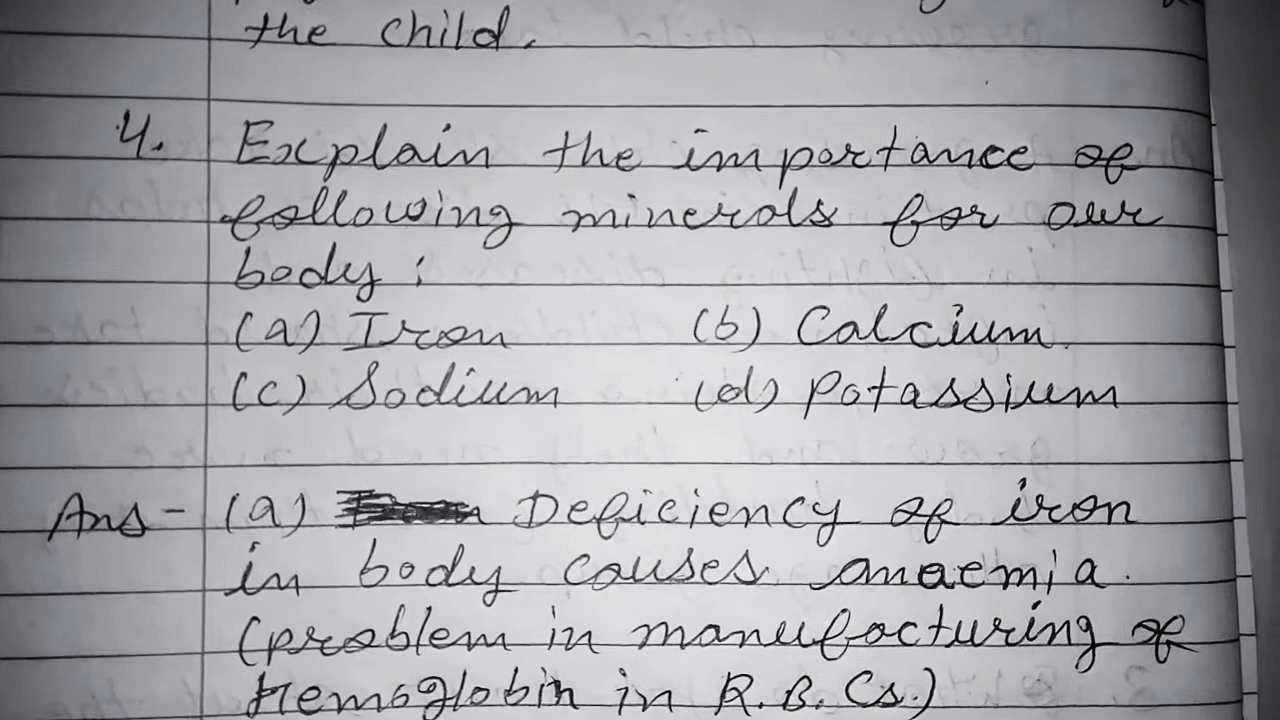 the child.
4. Explain the importance of
following minerals for our
body :
(a) Iron (b) Calcium.
(c) Sodium (d) Potassium
Ans - (a) Deficiency of iron
in body causes anaemia.
(problem in manufacturing of
Hemoglobin in R.B.Cs.)